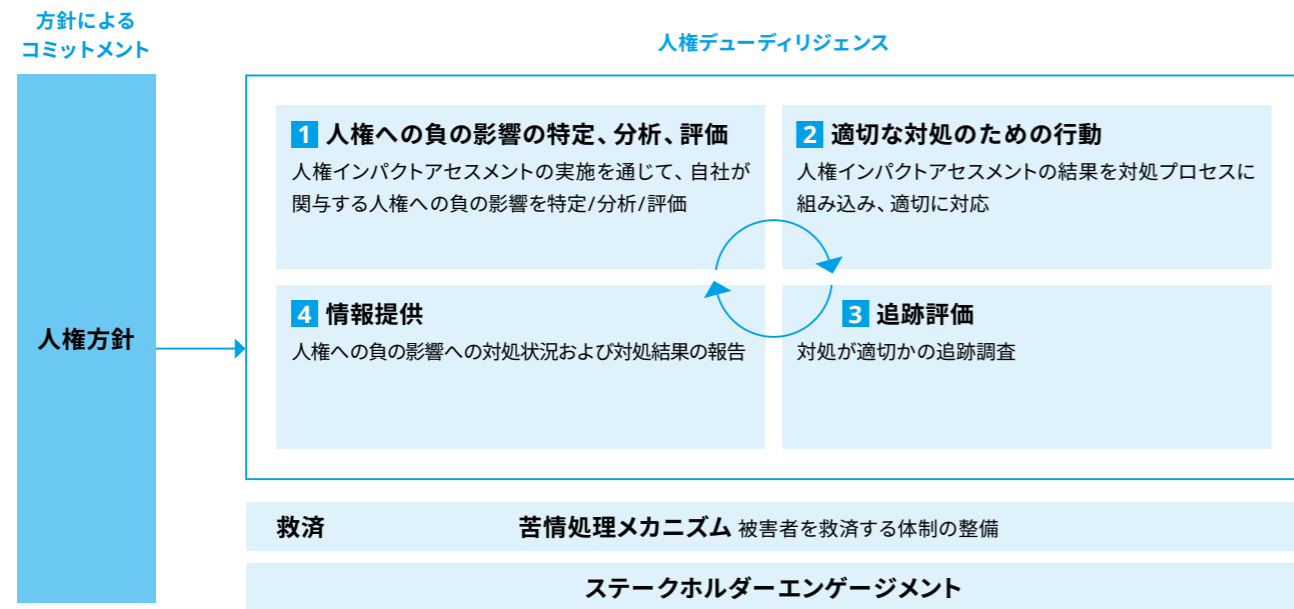 方針による
コミットメント
人権デューディリジェンス
人権方針
1 人権への負の影響の特定、分析、評価
人権インパクトアセスメントの実施を通じて、自社が
関与する人権への負の影響を特定/分析/評価
2 適切な対処のための行動
人権インパクトアセスメントの結果を対処プロセスに
組み込み、適切に対応
3 追跡評価
対処が適切かの追跡調査
4 情報提供
人権への負の影響への対処状況および対処結果の報告
救済 苦情処理メカニズム 被害者を救済する体制の整備
ステークホルダーエンゲージメント